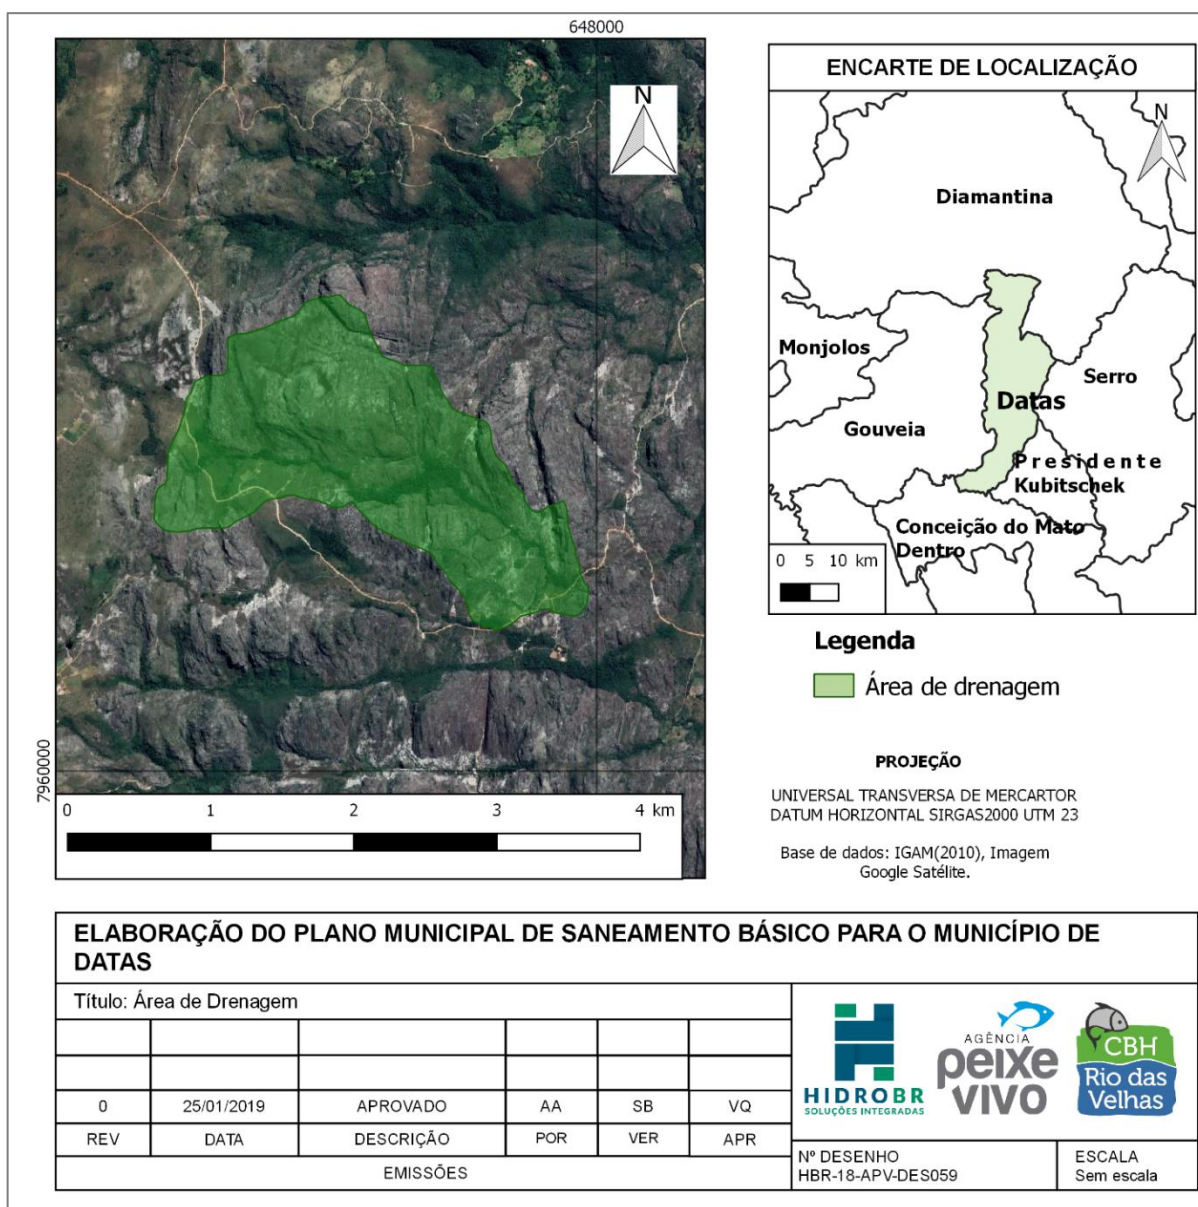 648000
7960000
N
0 1 2 3 4 km
ENCARTE DE LOCALIZAÇÃO
N
Diamantina
Monjolos
Serro
Datas
Gouveia
Presidente
Kubitschek
Conceição do Mato
Dentro
0 5 10 km
Legenda
Área de drenagem
PROJEÇÃO
UNIVERSAL TRANSVERSA DE MERCARTOR
DATUM HORIZONTAL SIRGAS2000 UTM 23
Base de dados: IGAM(2010), Imagem
Google Satélite.
ELABORAÇÃO DO PLANO MUNICIPAL DE SANEAMENTO BÁSICO PARA O MUNICÍPIO DE
DATAS
Título: Área de Drenagem
0 25/01/2019 APROVADO AA SB VQ
REV DATA DESCRIÇÃO POR VER APR
EMISSÕES
HIDROBR
SOLUÇÕES INTEGRADAS
AGÊNCIA
peixe
VIVO
CBH
Rio das
Velhas
Nº DESENHO
HBR-18-APV-DES059
ESCALA
Sem escala